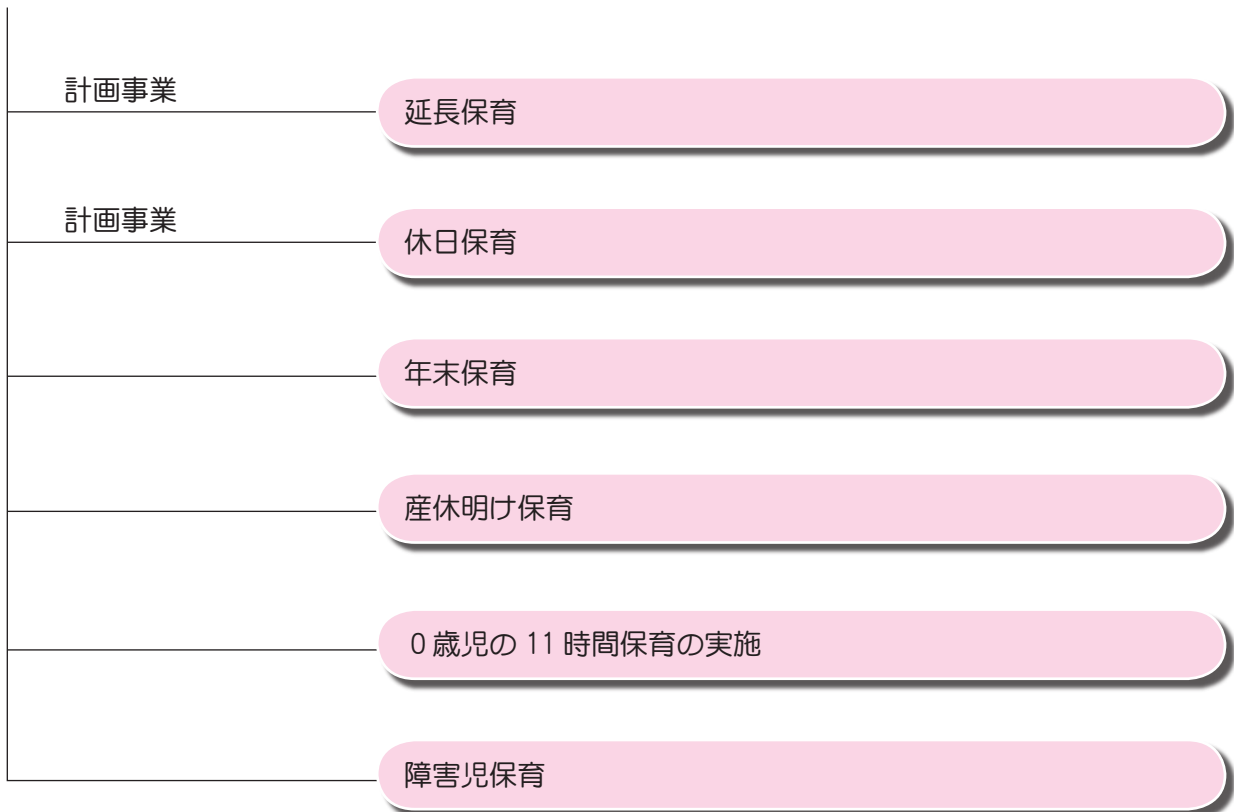 計画事業
延長保育
計画事業
休日保育
年末保育
産休明け保育
0歳児の11時間保育の実施
障害児保育